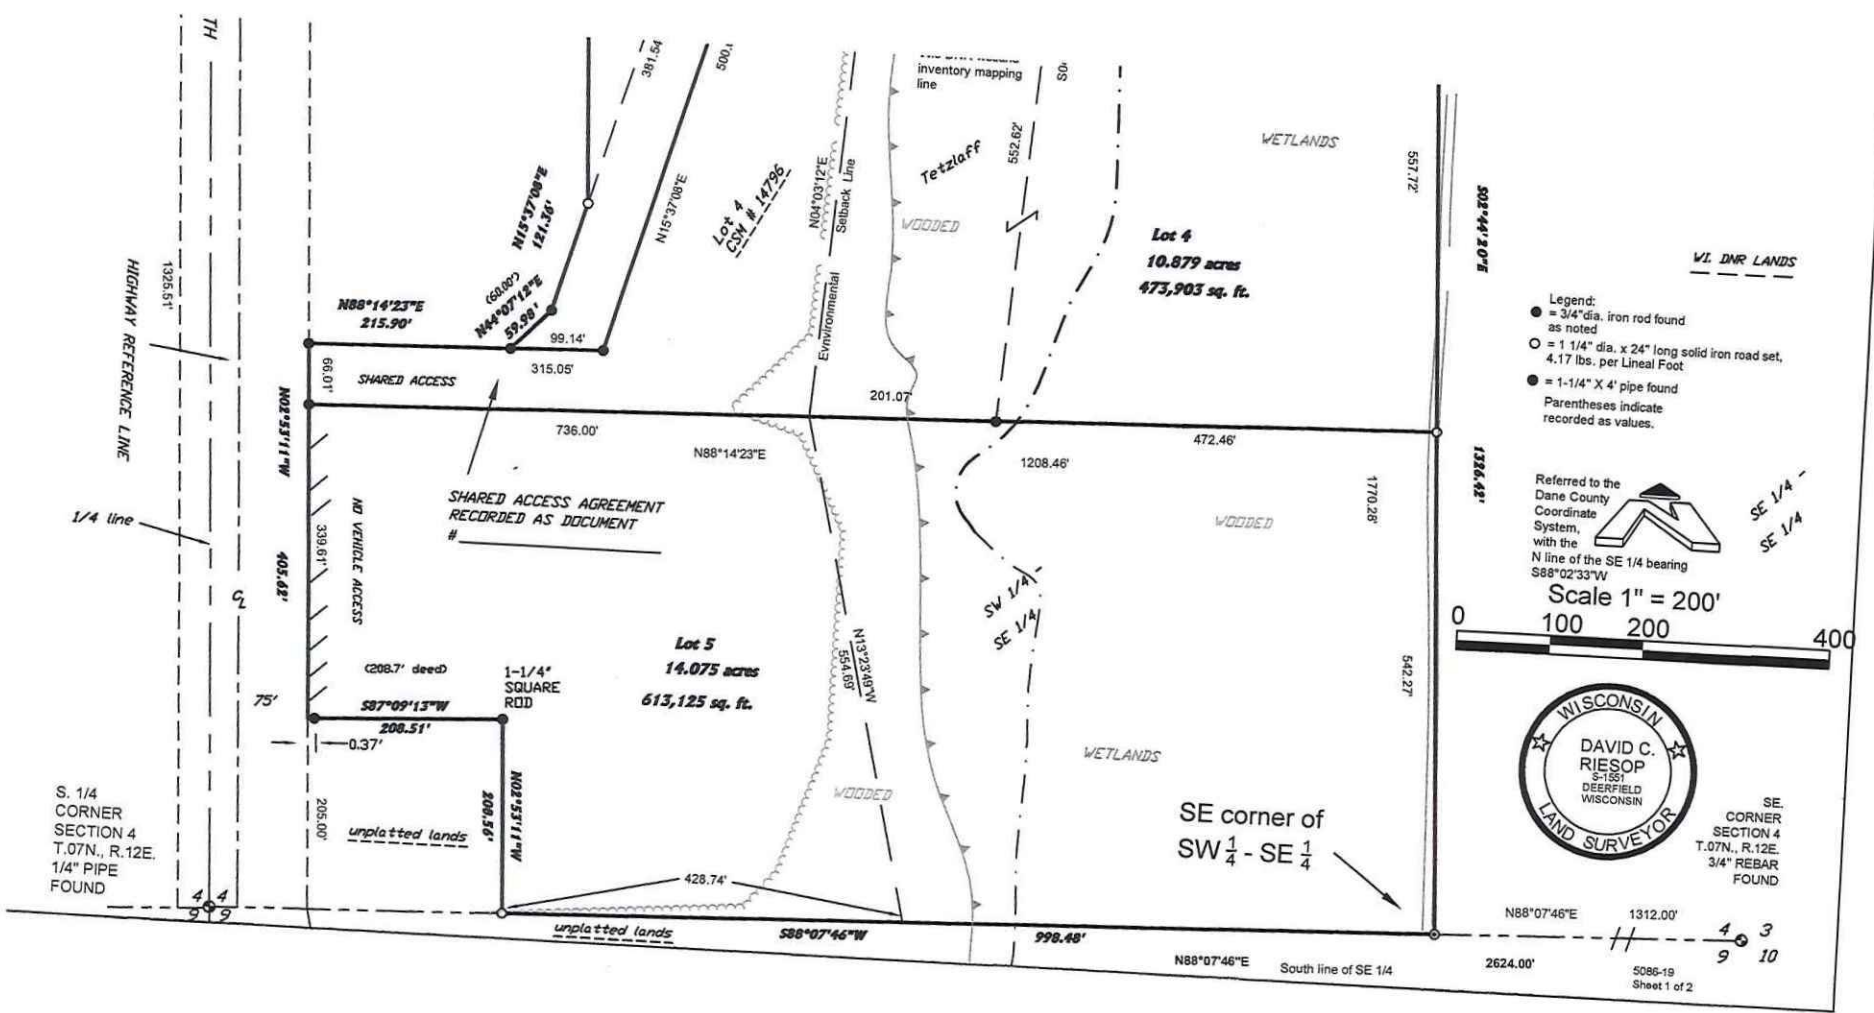 TH
381.54
500.
inventory mapping
line
552.62'
Tetzlaff
WETLANDS
557.72'
N15°37'08"E
121.36'
N15°37'08"E
Lot 4
CSM # 14796
N04°03'12"E
Setback Line
WOODED
Lot 4
10.879 acres
473,903 sq. ft.
S02°44'20"E
WI. DNR LANDS
HIGHWAY REFERENCE LINE
1325.51'
N88°14'23"E
215.90'
(60.00')
N44°07'12"E
59.98'
99.14'
315.05'
66.01'
SHARED ACCESS
Evnvironmental
201.07'
736.00'
N88°14'23"E
472.46'
1208.46'
Legend:
= 3/4"dia. iron rod found
as noted
= 1 1/4" dia. x 24" long solid iron road set,
4.17 lbs. per Lineal Foot
= 1-1/4" X 4' pipe found
Parentheses indicate
recorded as values.
N02°53'11"W
405.62'
1/4 line
339.61'
NO VEHICLE ACCESS
SHARED ACCESS AGREEMENT
RECORDED AS DOCUMENT
#
WOODED
1770.28'
1326.42'
Referred to the
Dane County
Coordinate
System,
with the
N line of the SE 1/4 bearing
S88°02'33"W
SE 1/4 -
SE 1/4
SW 1/4 -
SE 1/4
Scale 1" = 200'
0 100 200 400
N13°23'49"W
554.69'
542.27'
Lot 5
14.075 acres
613,125 sq. ft.
(208.7' deed)
S87°09'13"W
208.51'
1-1/4"
SQUARE
ROD
75'
0.37'
WETLANDS
WOODED
WISCONSIN
DAVID C.
RIESOP
S-1551
DEERFIELD
WISCONSIN
LAND SURVEYOR
S. 1/4
CORNER
SECTION 4
T.07N., R.12E.
1/4" PIPE
FOUND
205.00'
unplatted lands
N02°53'11"W
208.56'
428.74'
SE corner of
SW 1/4 - SE 1/4
SE.
CORNER
SECTION 4
T.07N., R.12E.
3/4" REBAR
FOUND
4 4
9 9
unplatted lands
S88°07'46"W
998.48'
N88°07'46"E
South line of SE 1/4
2624.00'
N88°07'46"E
1312.00'
4 3
9 10
5086-19
Sheet 1 of 2